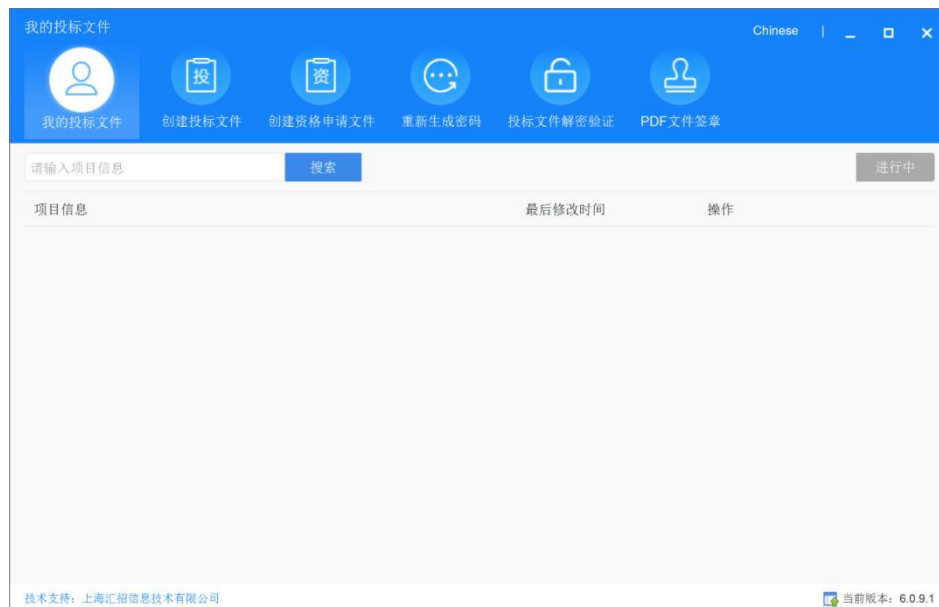 我的投标文件
Chinese | 
投 资
我的投标文件 创建投标文件 创建资格申请文件 重新生成密码 投标文件解密验证 PDF文件签章
请输入项目信息 搜索 进行中
项目信息 最后修改时间 操作
技术支持：上海汇招信息技术有限公司 当前版本：6.0.9.1